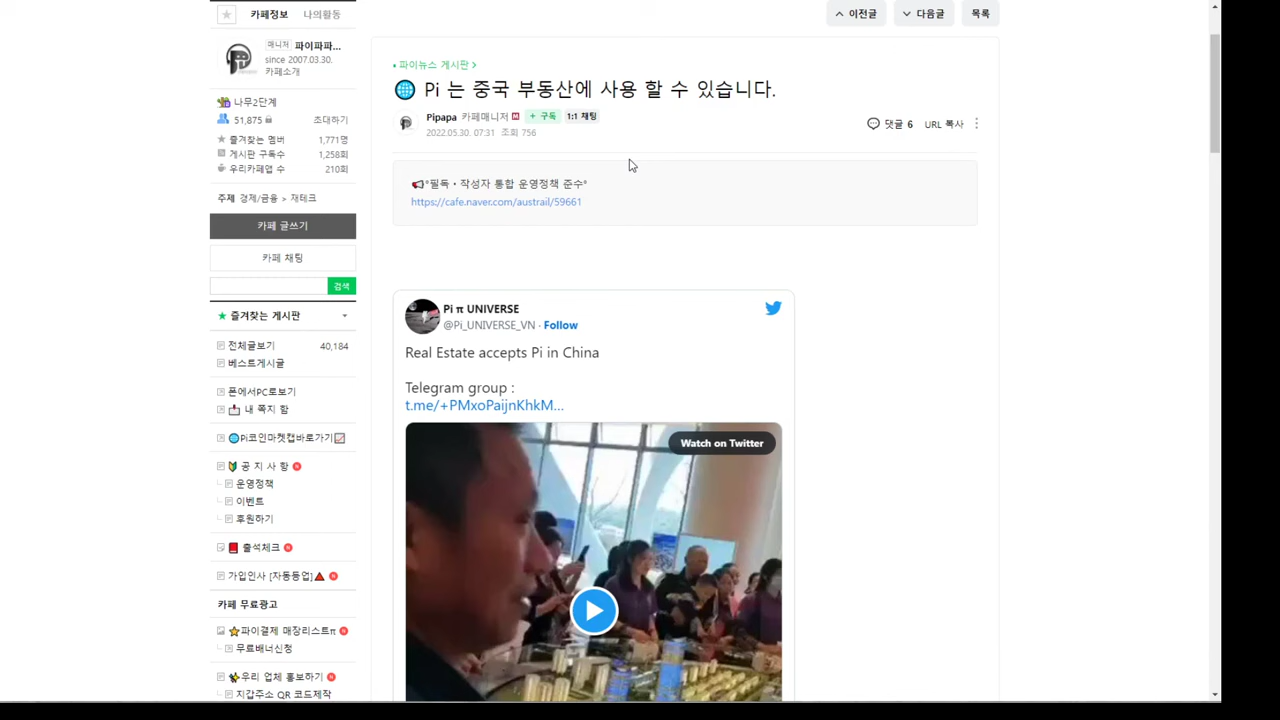 카페정보 나의활동
매니저 파이파파...
since 2007.03.30.
카페소개
나무2단계
51,875 초대하기
즐겨찾는 멤버 1,771명
게시판 구독수 1,258회
우리카페앱 수 210회
주제 경제/금융 > 재테크
카페 글쓰기
카페 채팅
검색
즐겨찾는 게시판
전체글보기 40,184
베스트게시글
폰에서PC로보기
내 쪽지 함
Pi코인마켓캡바로가기
공 지 사 항
운영정책
이벤트
후원하기
출석체크
가입인사 [자동등업]
카페 무료광고
파이결제 매장리스트π
무료배너신청
우리 업체 홍보하기
지갑주소 QR 코드제작
이전글 다음글 목록
파이뉴스 게시판 >
Pi 는 중국 부동산에 사용 할 수 있습니다.
Pipapa 카페매니저 + 구독 1:1 채팅
2022.05.30. 07:31 조회 756
댓글 6 URL 복사
°필독・작성자 통합 운영정책 준수°
https://cafe.naver.com/austrail/59661
Pi π UNIVERSE
@Pi_UNIVERSE_VN · Follow
Real Estate accepts Pi in China
Telegram group :
t.me/+PMxoPaijnKhkM...
Watch on Twitter